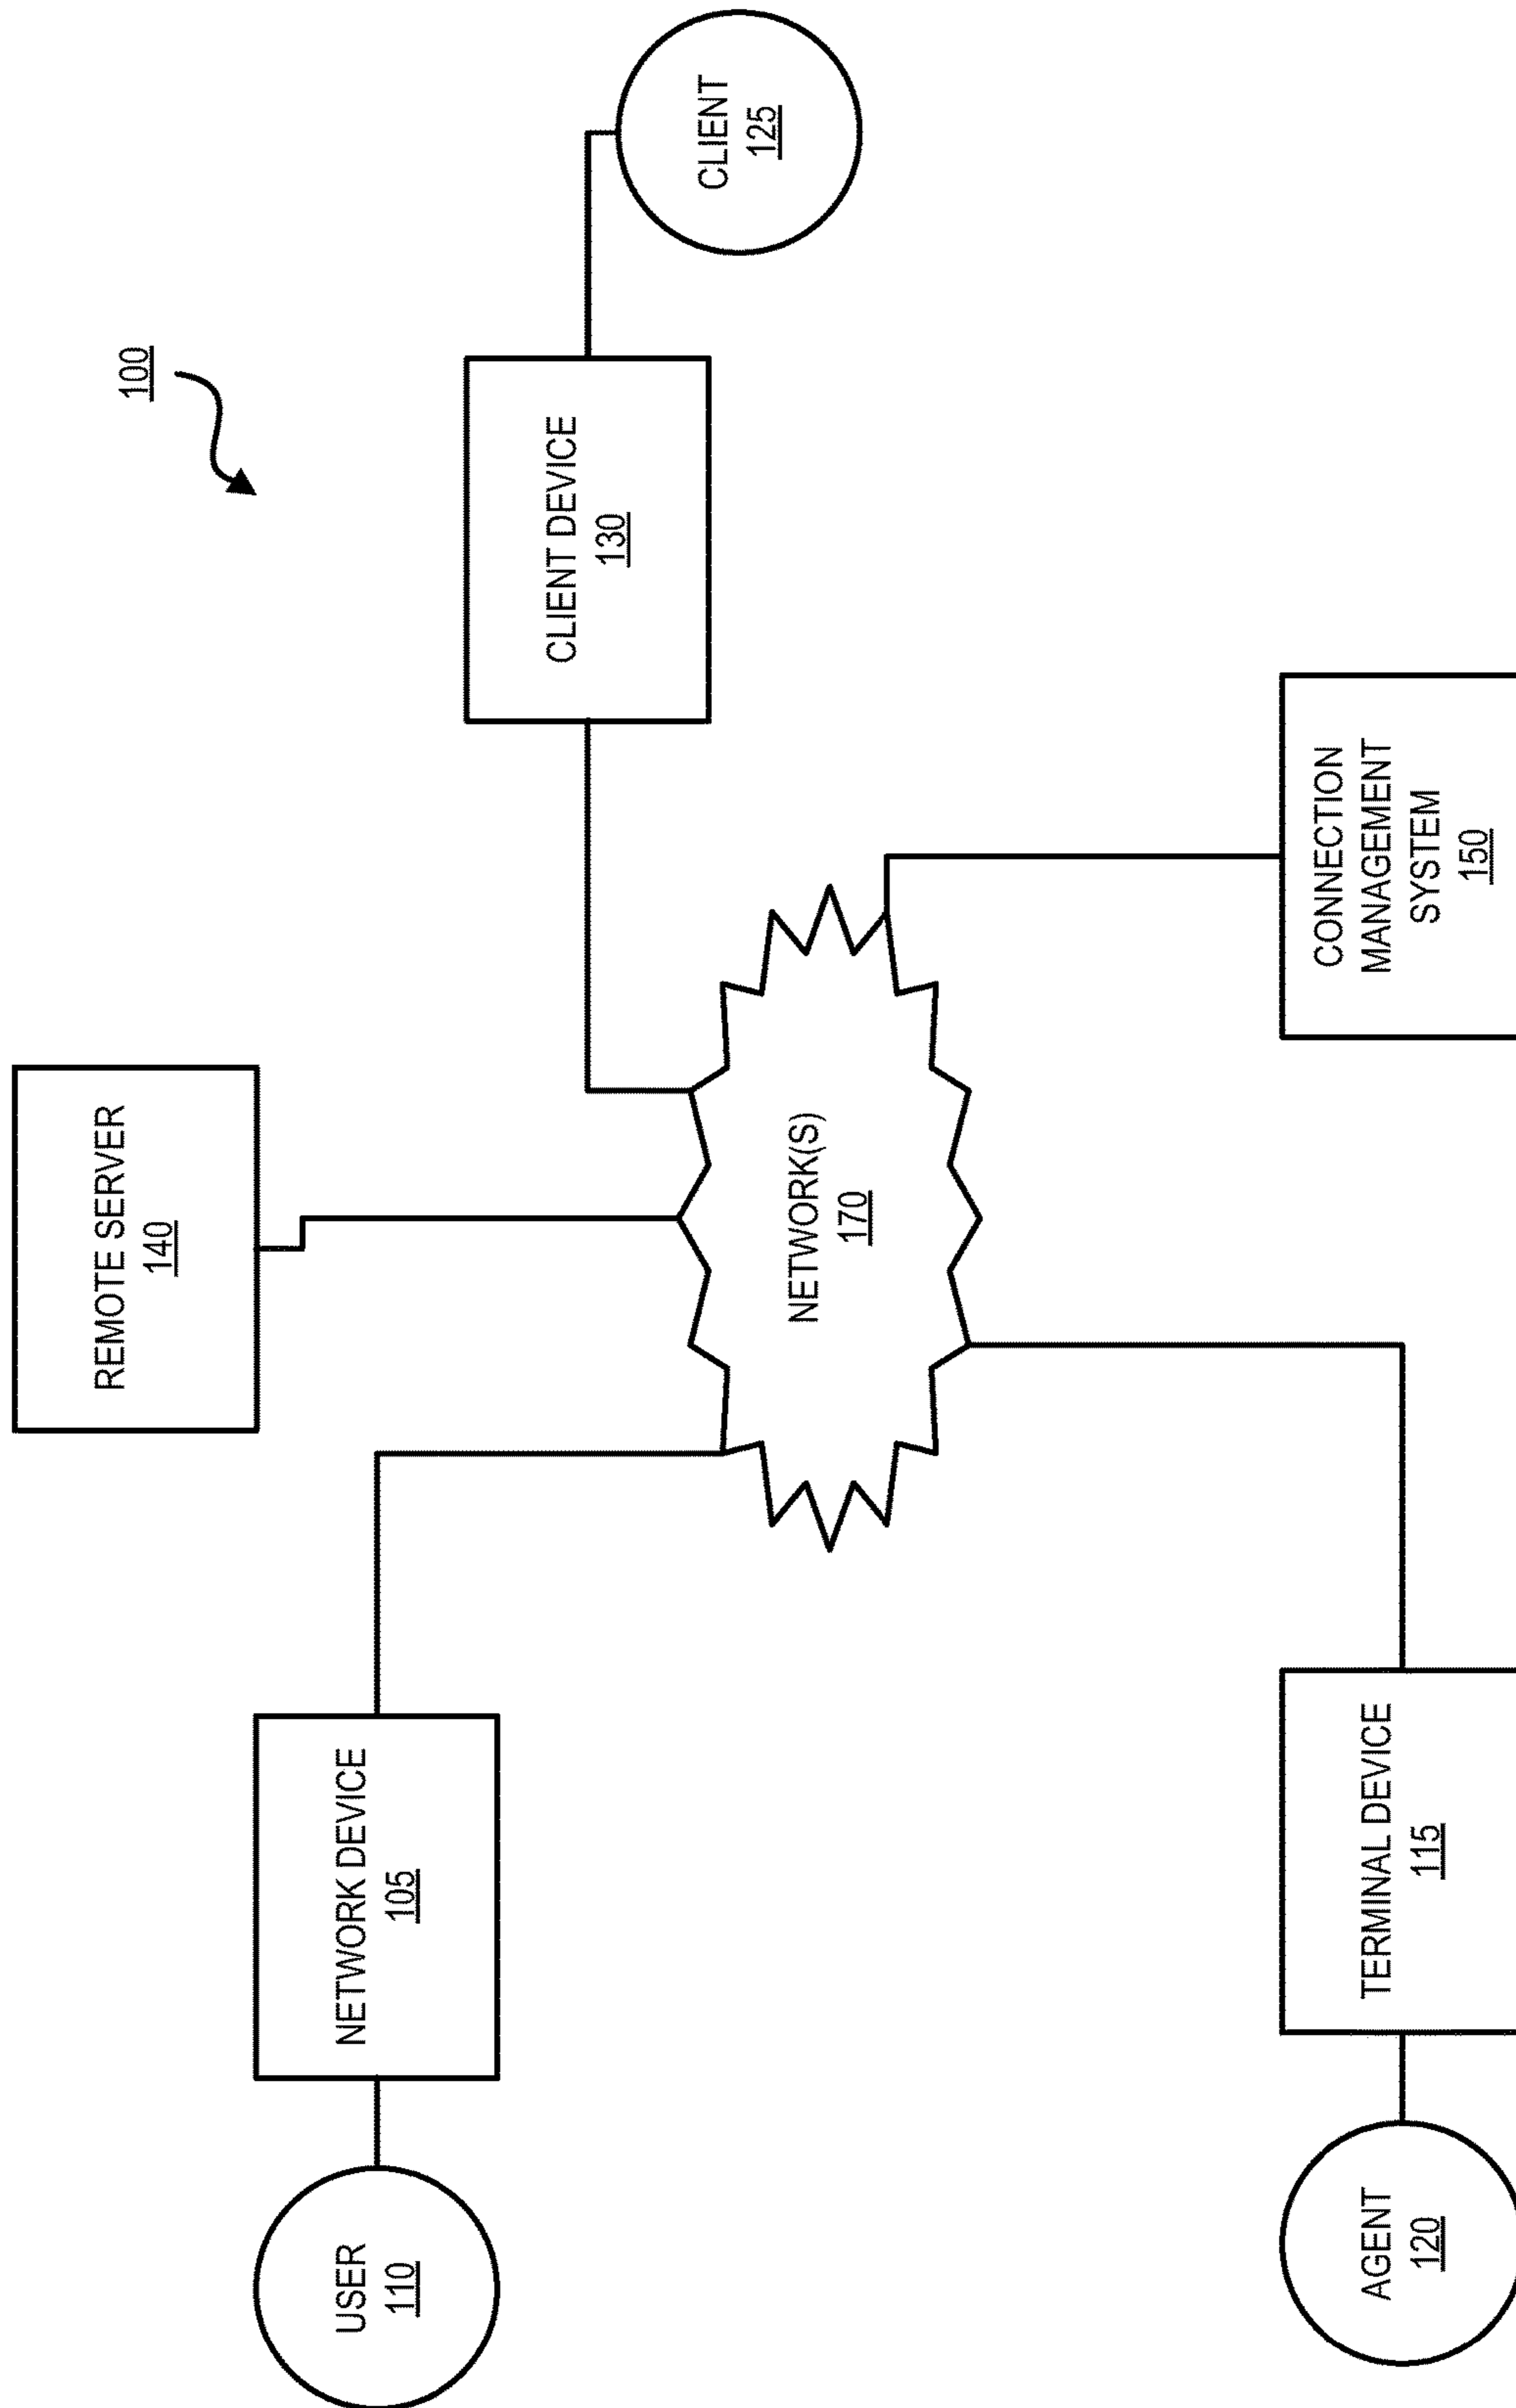 100
REMOTE SERVER
140
USER
110
NETWORK DEVICE
105
CLIENT DEVICE
130
CLIENT
125
NETWORK(S)
170
AGENT
120
TERMINAL DEVICE
115
CONNECTION
MANAGEMENT
SYSTEM
150